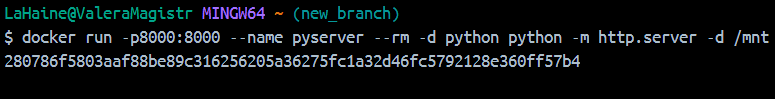 LaHaine@ValeraMagistr MINGW64 ~ (new_branch)
$ docker run -p8000:8000 --name pyserver --rm -d python python -m http.server -d /mnt
280786f5803aaf88be89c316256205a36275fc1a32d46fc5792128e360ff57b4